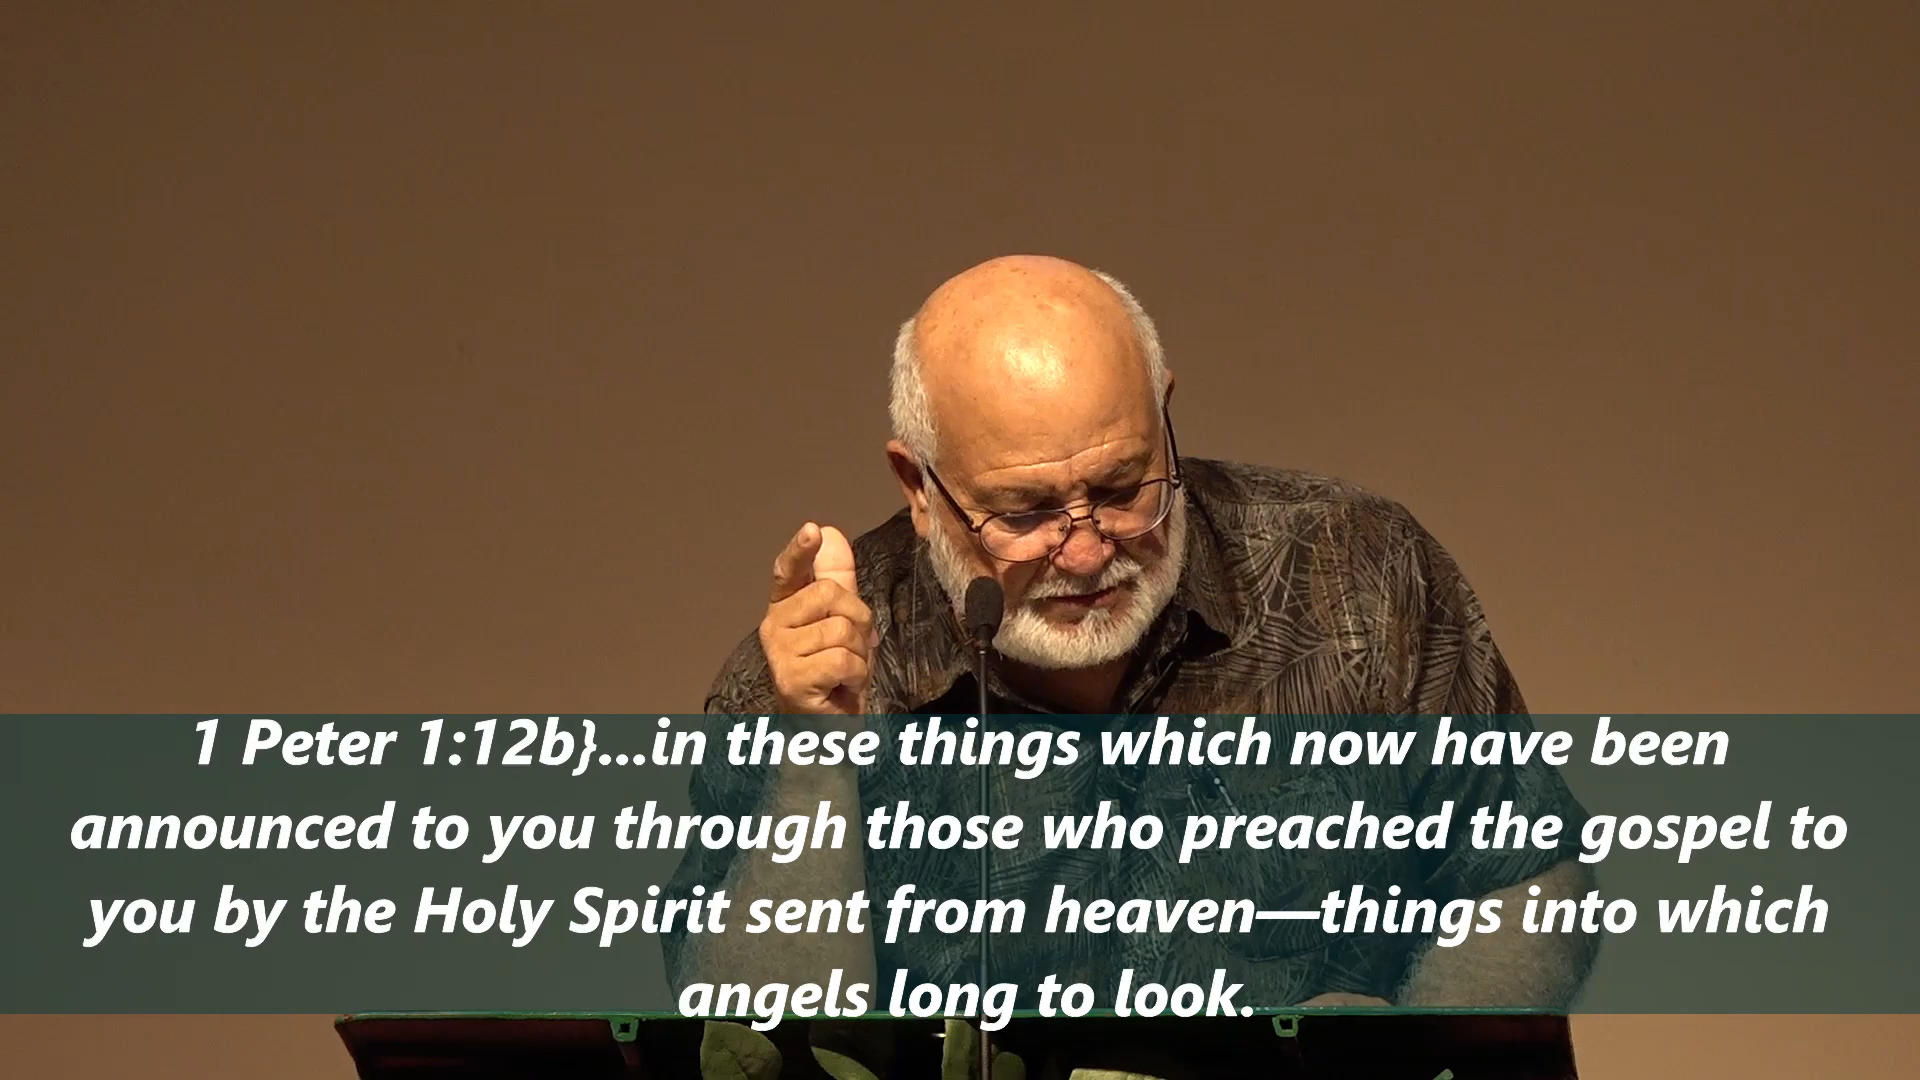 1 Peter 1:12b}...in these things which now have been
announced to you through those who preached the gospel to
you by the Holy Spirit sent from heaven—things into which
angels long to look.